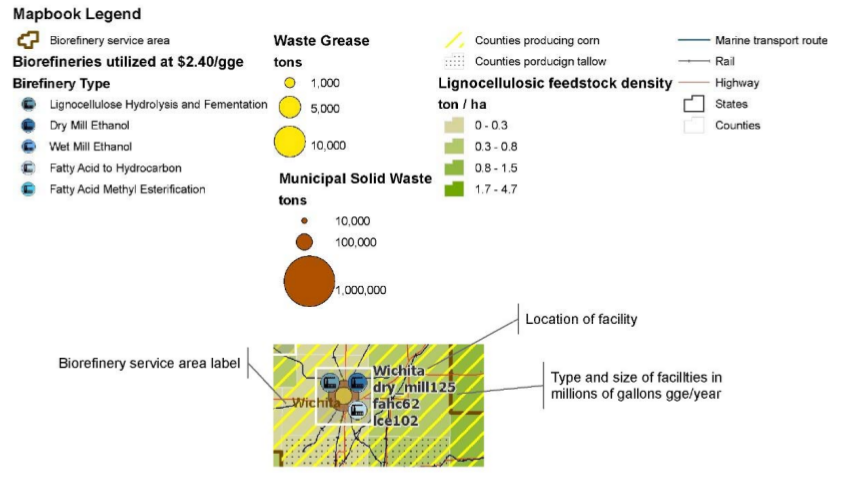 Mapbook Legend
Biorefinery service area
Biorefineries utilized at $2.40/gge
Birefinery Type
Lignocellulose Hydrolysis and Fementation
Dry Mill Ethanol
Wet Mill Ethanol
Fatty Acid to Hydrocarbon
Fatty Acid Methyl Esterification
Waste Grease
tons
1,000
5,000
10,000
Municipal Solid Waste
tons
10,000
100,000
1,000,000
Counties producing corn
Counties porducign tallow
Lignocellulosic feedstock density
ton / ha
0 - 0.3
0.3 - 0.8
0.8 - 1.5
1.7 - 4.7
Marine transport route
Rail
Highway
States
Counties
Location of facility
Biorefinery service area label
Type and size of facillties in
millions of gallons gge/year
Wichita
Wichita
dry_mill125
fahc62
lce102